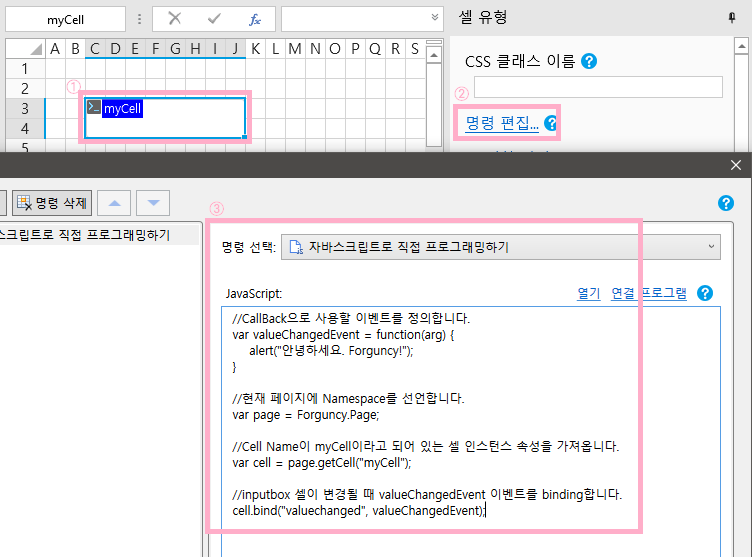 myCell
fx
셀 유형
A B C D E F G H I J K L M N O P Q R S
CSS 클래스 이름 ?
1
2
①
②
3
myCell
명령 편집... ?
4
5
명령 삭제
?
③
스크립트로 직접 프로그래밍하기
명령 선택: 자바스크립트로 직접 프로그래밍하기
JavaScript: 열기 연결 프로그램 ?
//CallBack으로 사용할 이벤트를 정의합니다.
var valueChangedEvent = function(arg) {
alert("안녕하세요. Forguncy!");
}
//현재 페이지에 Namespace를 선언합니다.
var page = Forguncy.Page;
//Cell Name이 myCell이라고 되어 있는 셀 인스턴스 속성을 가져옵니다.
var cell = page.getCell("myCell");
//inputbox 셀이 변경될 때 valueChangedEvent 이벤트를 binding합니다.
cell.bind("valuechanged", valueChangedEvent);